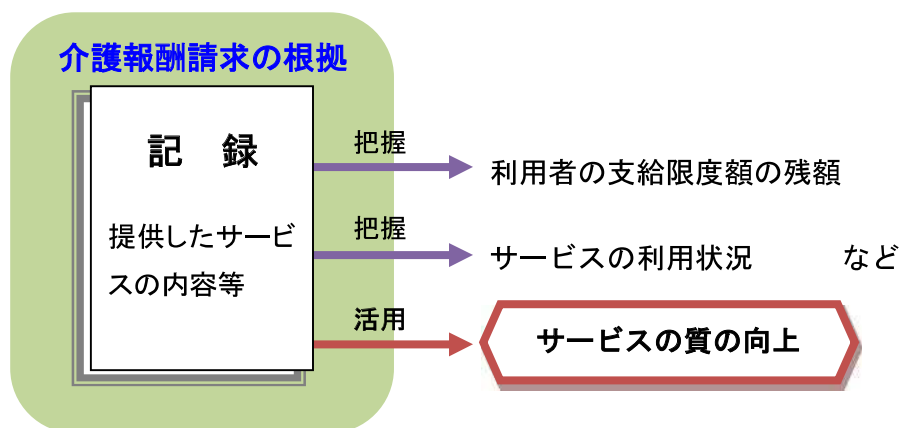 介護報酬請求の根拠
記　録
提供したサービ
スの内容等
把握
利用者の支給限度額の残額
把握
サービスの利用状況　　　など
活用
サービスの質の向上